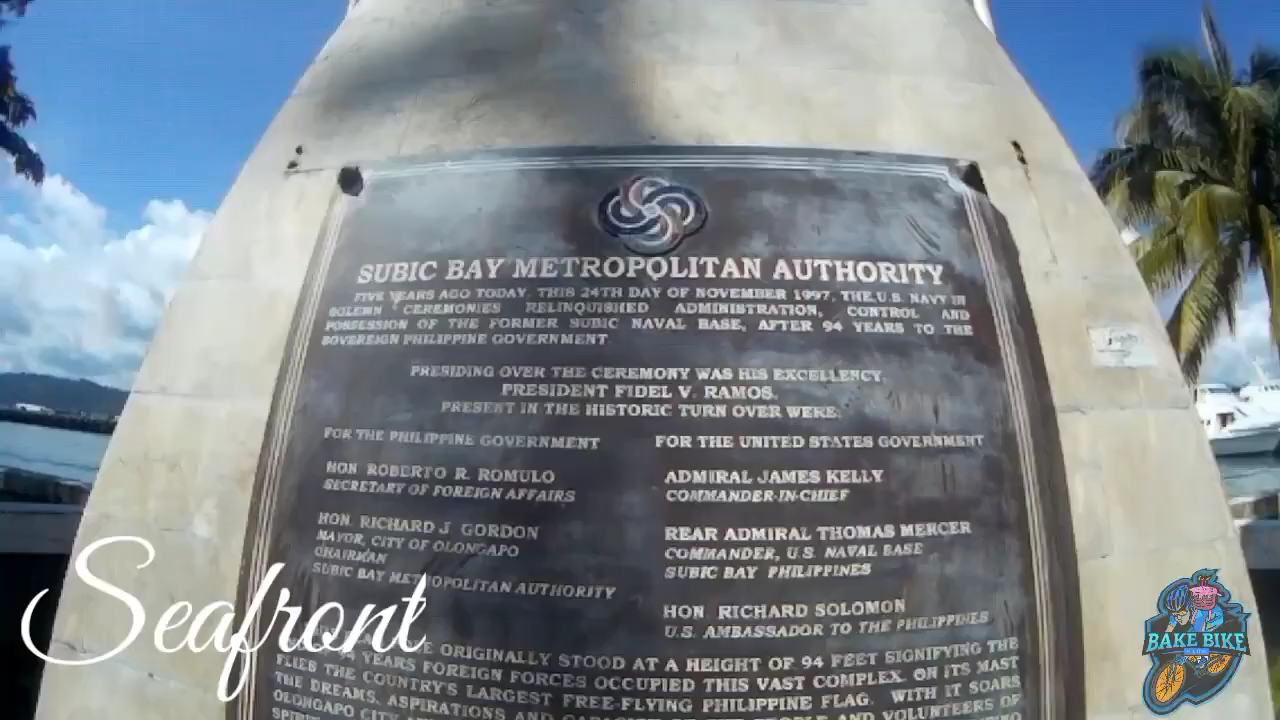 SUBIC BAY METROPOLITAN AUTHORITY
FIVE YEARS AGO TODAY, THIS 24TH DAY OF NOVEMBER 1997, THE U.S. NAVY IN
SOLEMN CEREMONIES RELINQUISHED ADMINISTRATION, CONTROL AND
POSSESSION OF THE FORMER SUBIC NAVAL BASE, AFTER 94 YEARS TO THE
SOVEREIGN PHILIPPINE GOVERNMENT
PRESIDING OVER THE CEREMONY WAS HIS EXCELLENCY,
PRESIDENT FIDEL V. RAMOS.
PRESENT IN THE HISTORIC TURN OVER WERE:
FOR THE PHILIPPINE GOVERNMENT
HON ROBERTO R. ROMULO
SECRETARY OF FOREIGN AFFAIRS
HON. RICHARD J. GORDON
MAYOR, CITY OF OLONGAPO
CHAIRMAN
SUBIC BAY METROPOLITAN AUTHORITY
FOR THE UNITED STATES GOVERNMENT
ADMIRAL JAMES KELLY
COMMANDER-IN-CHIEF
REAR ADMIRAL THOMAS MERCER
COMMANDER, U.S. NAVAL BASE
SUBIC BAY PHILIPPINES
HON. RICHARD SOLOMON
U.S. AMBASSADOR TO THE PHILIPPINES
ORIGINALLY STOOD AT A HEIGHT OF 94 FEET SIGNIFYING THE
YEARS FOREIGN FORCES OCCUPIED THIS VAST COMPLEX. ON ITS MAST
FLIES THE COUNTRY'S LARGEST FREE-FLYING PHILIPPINE FLAG. WITH IT SOARS
THE DREAMS, ASPIRATIONS AND PEOPLE AND VOLUNTEERS OF
OLONGAPO CITY
Seafront
BAKE BIKE